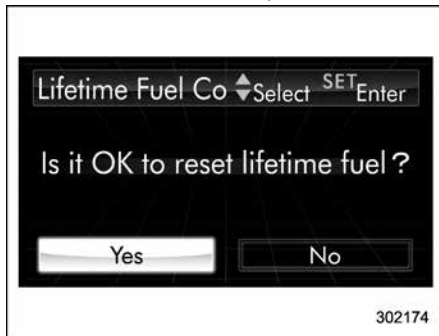 Lifetime Fuel Co Select SET Enter
Is it OK to reset lifetime fuel?
Yes No
302174